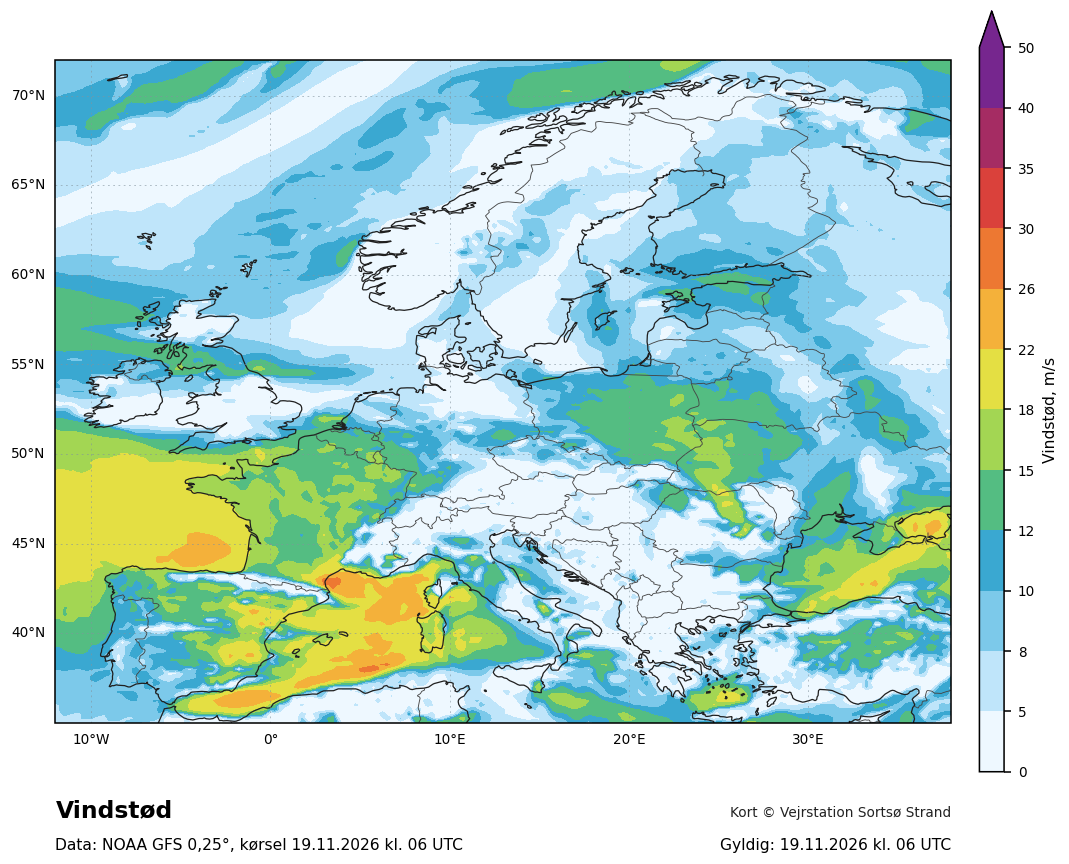 50
40
35
30
26
22
18
15
12
10
8
5
0
Vindstød, m/s
70°N
65°N
60°N
55°N
50°N
45°N
40°N
10°W
0°
10°E
20°E
30°E
Vindstød
Kort © Vejrstation Sortsø Strand
Data: NOAA GFS 0,25°, kørsel 19.11.2026 kl. 06 UTC
Gyldig: 19.11.2026 kl. 06 UTC